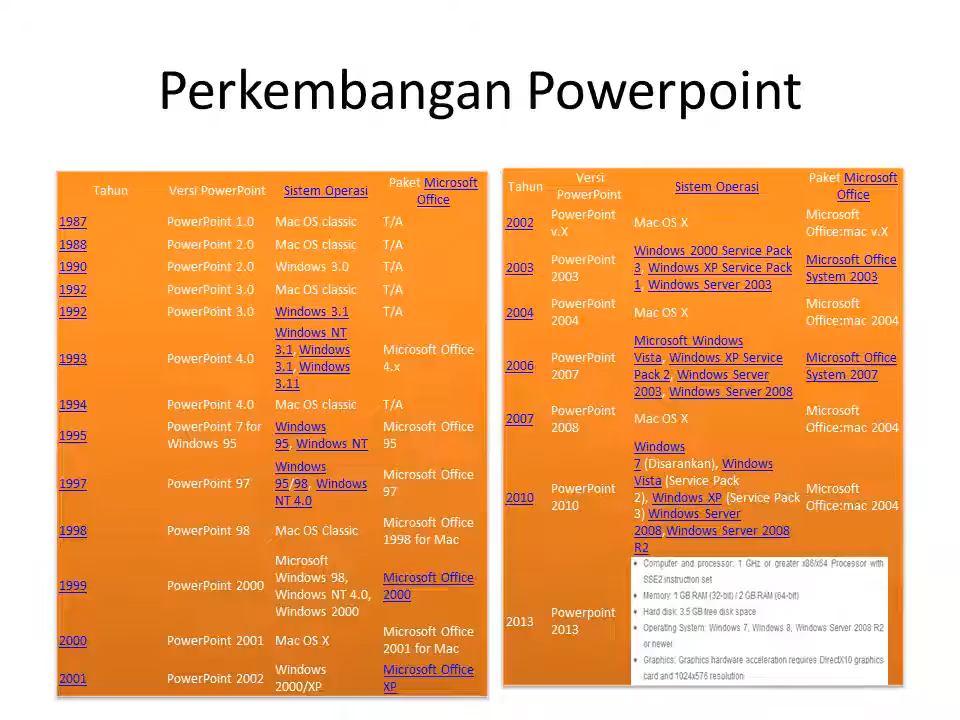 Perkembangan Powerpoint
Tahun Versi PowerPoint Sistem Operasi Paket Microsoft
Office
1987 PowerPoint 1.0 Mac OS classic T/A
1988 PowerPoint 2.0 Mac OS classic T/A
1990 PowerPoint 2.0 Windows 3.0 T/A
1992 PowerPoint 3.0 Mac OS classic T/A
1992 PowerPoint 3.0 Windows 3.1 T/A
1993 PowerPoint 4.0 Windows NT
3.1, Windows
3.1, Windows
3.11
Microsoft Office
4.x
1994 PowerPoint 4.0 Mac OS classic T/A
1995 PowerPoint 7 for
Windows 95
Windows
95, Windows NT
Microsoft Office
95
1997 PowerPoint 97 Windows
95/98, Windows
NT 4.0
Microsoft Office
97
1998 PowerPoint 98 Mac OS Classic Microsoft Office
1998 for Mac
1999 PowerPoint 2000 Microsoft
Windows 98,
Windows NT 4.0,
Windows 2000
Microsoft Office
2000
2000 PowerPoint 2001 Mac OS X Microsoft Office
2001 for Mac
2001 PowerPoint 2002 Windows
2000/XP
Microsoft Office
XP
Tahun Versi
PowerPoint
Sistem Operasi Paket Microsoft
Office
2002 PowerPoint
v.X
Mac OS X Microsoft
Office:mac v.X
2003 PowerPoint
2003
Windows 2000 Service Pack
3, Windows XP Service Pack
1, Windows Server 2003
Microsoft Office
System 2003
2004 PowerPoint
2004
Mac OS X Microsoft
Office:mac 2004
2006 PowerPoint
2007
Microsoft Windows
Vista, Windows XP Service
Pack 2, Windows Server
2003, Windows Server 2008
Microsoft Office
System 2007
2007 PowerPoint
2008
Mac OS X Microsoft
Office:mac 2004
2010 PowerPoint
2010
Windows
7 (Disarankan), Windows
Vista (Service Pack
2), Windows XP (Service Pack
3) Windows Server
2008,Windows Server 2008
R2
Microsoft
Office:mac 2004
2013 Powerpoint
2013
• Computer and processor: 1 GHz or greater x86/x64 Processor with
SSE2 instruction set
• Memory: 1 GB RAM (32-bit) / 2 GB RAM (64-bit)
• Hard disk: 3.5 GB free disk space
• Operating System: Windows 7, Windows 8, Windows Server 2008 R2
or newer
• Graphics: Graphics hardware acceleration requires DirectX10 graphics
card and 1024x576 resolution